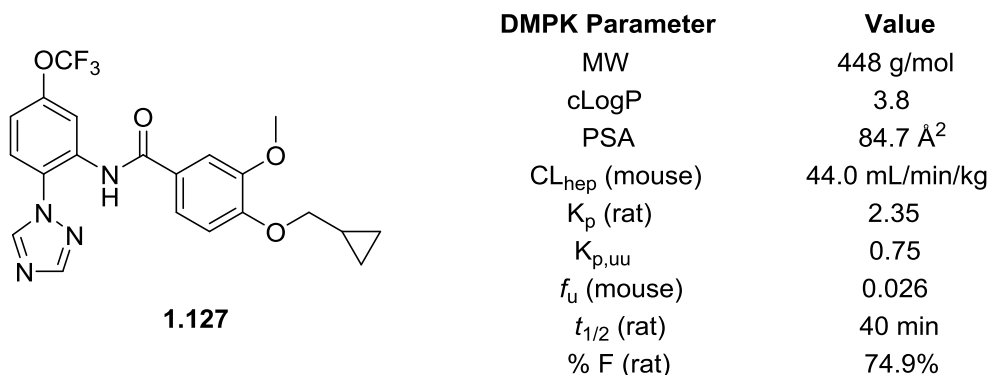 OCF3
O
N
H
O
O
N
N
N
1.127
DMPK Parameter Value
MW 448 g/mol
cLogP 3.8
PSA 84.7 Å2
CLhep (mouse) 44.0 mL/min/kg
Kp (rat) 2.35
Kp,uu 0.75
fu (mouse) 0.026
t1/2 (rat) 40 min
% F (rat) 74.9%